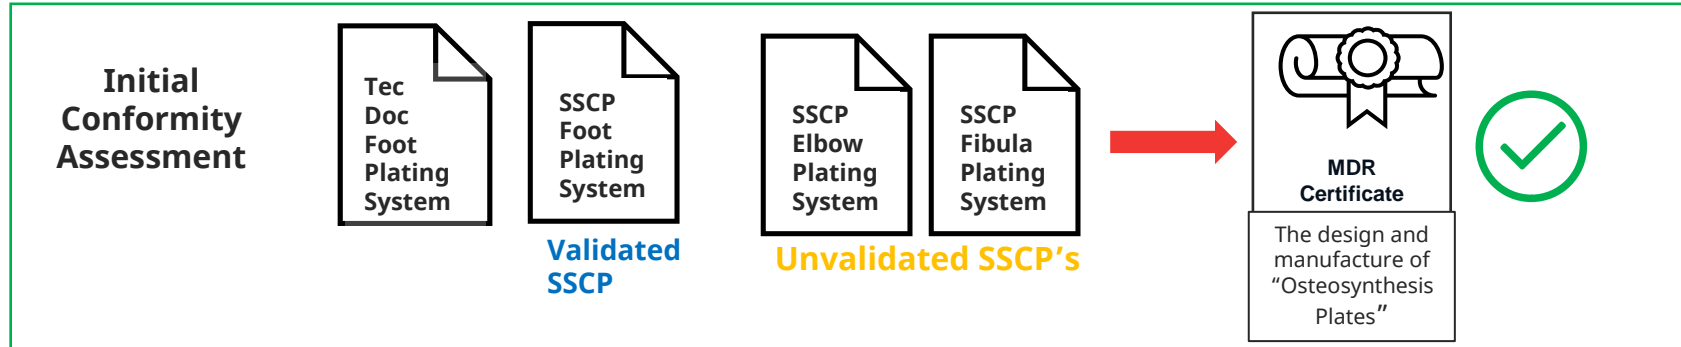 Initial
Conformity
Assessment
Tec
Doc
Foot
Plating
System
SSCP
Foot
Plating
System
Validated
SSCP
SSCP
Elbow
Plating
System
SSCP
Fibula
Plating
System
Unvalidated SSCP’s
MDR
Certificate
The design and
manufacture of
“Osteosynthesis
Plates”